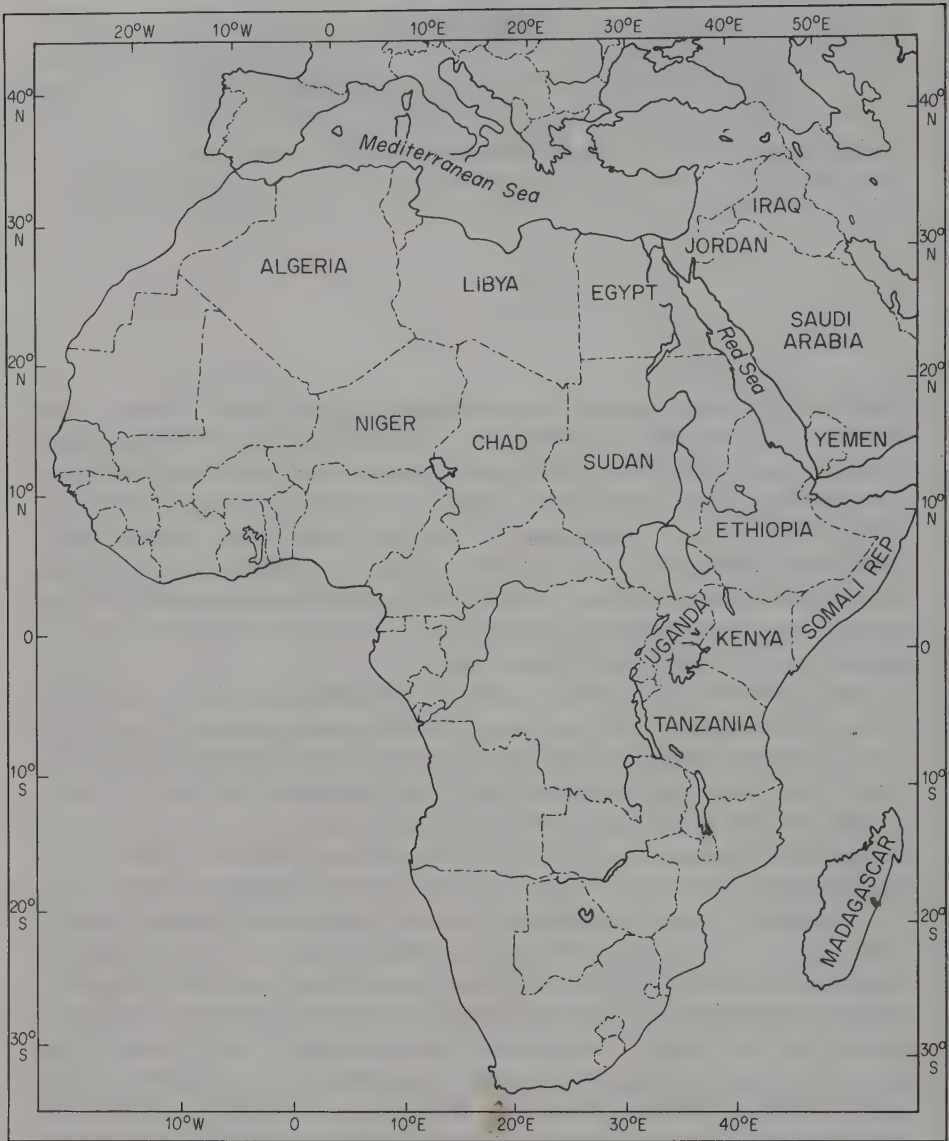 20°W 10°W 0 10°E 20°E 30°E 40°E 50°E
40°
N
40°
N
Mediterranean Sea
IRAQ
30°
N
JORDAN
30°
N
ALGERIA
LIBYA
EGYPT
SAUDI
ARABIA
Red Sea
20°
N
20°
N
NIGER
CHAD
SUDAN
YEMEN
10°
N
10°
N
ETHIOPIA
SOMALI REP
UGANDA
KENYA
0
0
TANZANIA
10°
S
10°
S
MADAGASCAR
20°
S
20°
S
30°
S
30°
S
10°W 0 10°E 20°E 30°E 40°E